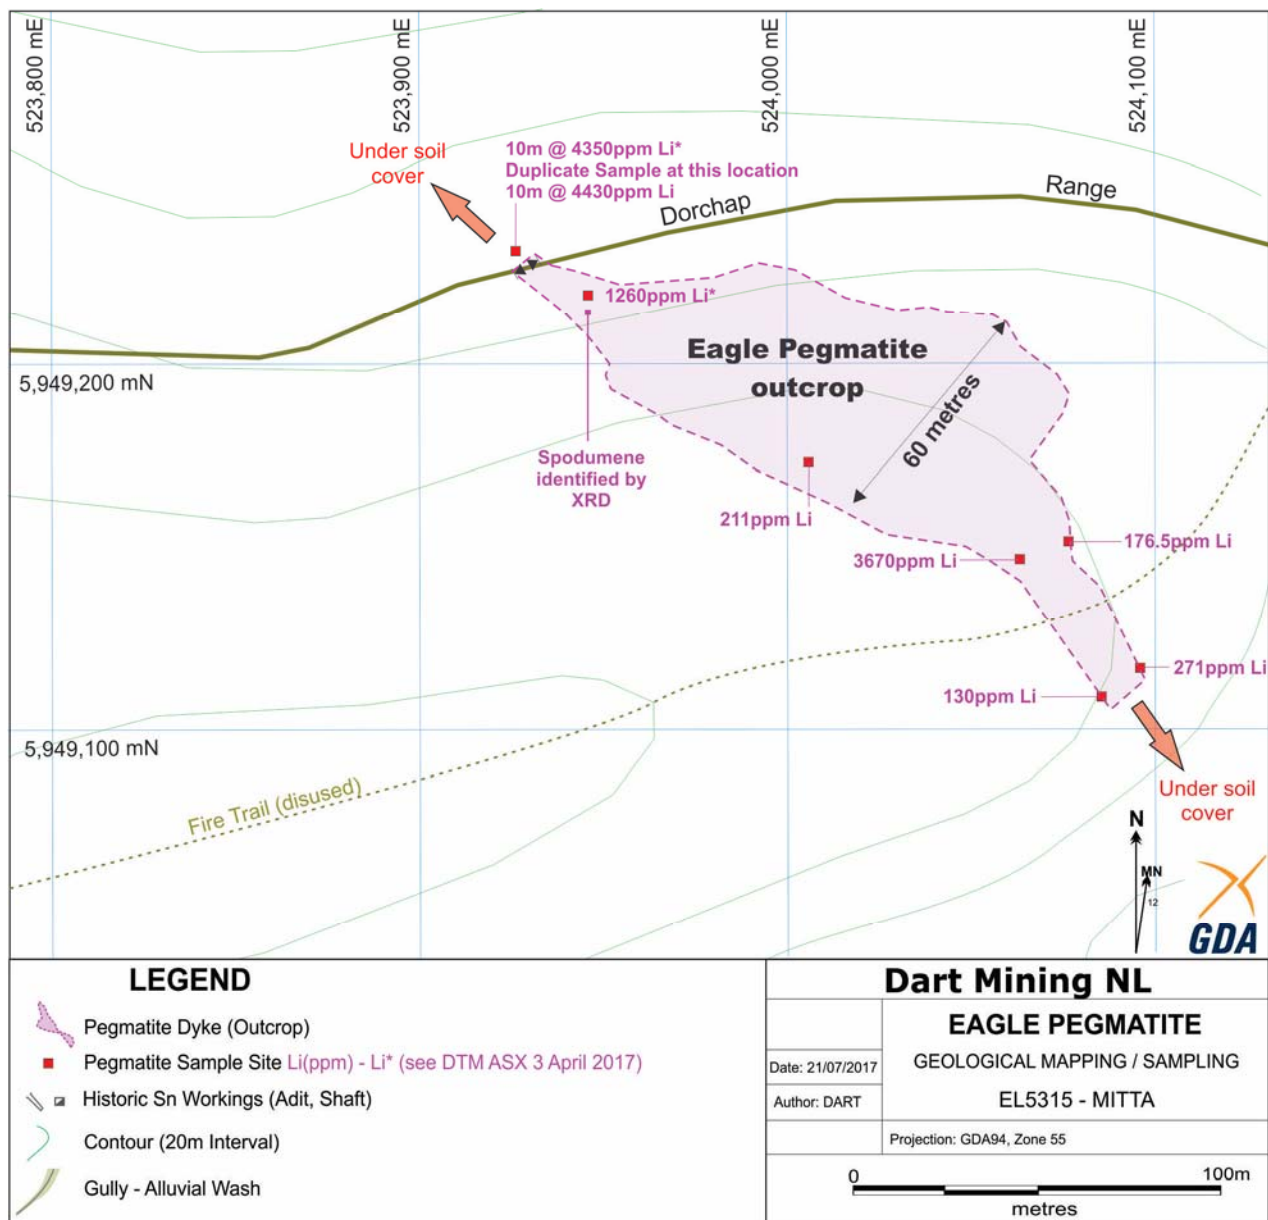 523,800 mE
523,900 mE
524,000 mE
524,100 mE
Under soil
cover
10m @ 4350ppm Li*
Duplicate Sample at this location
10m @ 4430ppm Li
Dorchap
Range
1260ppm Li*
Eagle Pegmatite
outcrop
60 metres
5,949,200 mN
Spodumene
identified by
XRD
211ppm Li
176.5ppm Li
3670ppm Li
271ppm Li
130ppm Li
5,949,100 mN
Fire Trail (disused)
Under soil
cover
N
MN
12
GDA
LEGEND
Pegmatite Dyke (Outcrop)
Pegmatite Sample Site Li(ppm) - Li* (see DTM ASX 3 April 2017)
Historic Sn Workings (Adit, Shaft)
Contour (20m Interval)
Gully - Alluvial Wash
Dart Mining NL
EAGLE PEGMATITE
GEOLOGICAL MAPPING / SAMPLING
Date: 21/07/2017
Author: DART
EL5315 - MITTA
Projection: GDA94, Zone 55
0
100m
metres